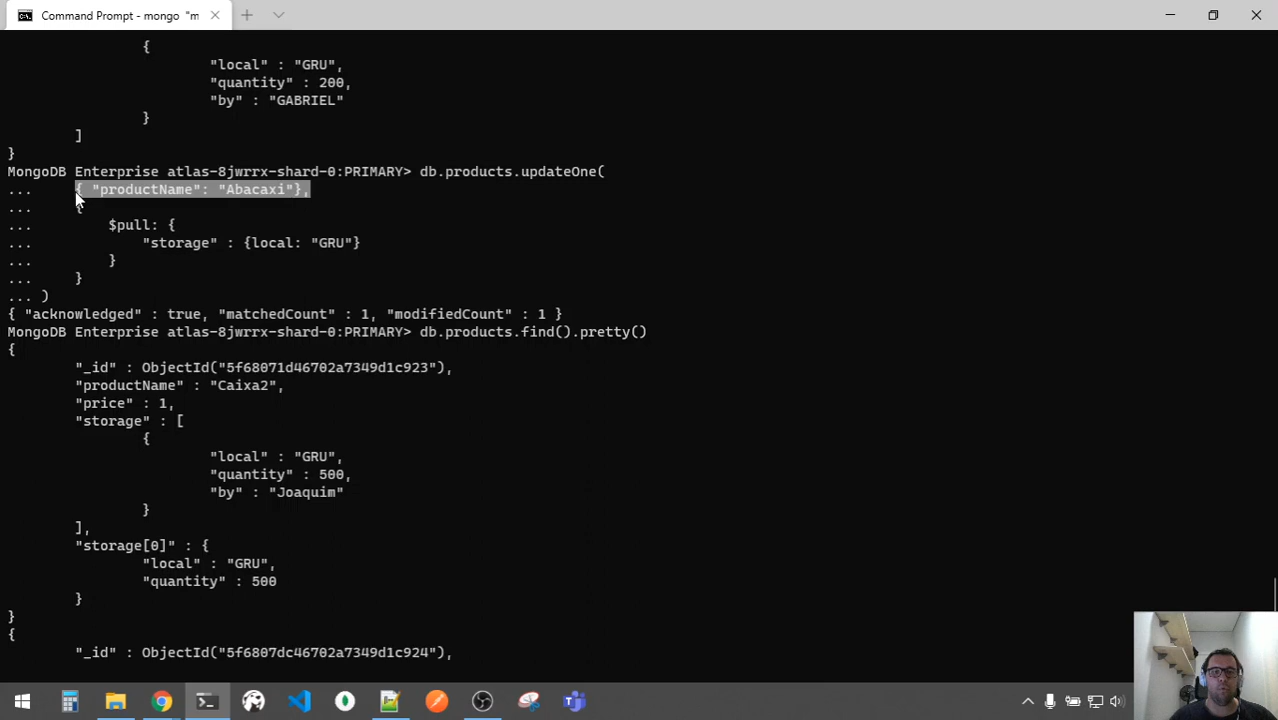 Command Prompt - mongo "m
{
"local" : "GRU",
"quantity" : 200,
"by" : "GABRIEL"
}
]
}
MongoDB Enterprise atlas-8jwrrx-shard-0:PRIMARY> db.products.updateOne(
... { "productName": "Abacaxi"},
... {
... $pull: {
... "storage" : {local: "GRU"}
... }
... }
... )
{ "acknowledged" : true, "matchedCount" : 1, "modifiedCount" : 1 }
MongoDB Enterprise atlas-8jwrrx-shard-0:PRIMARY> db.products.find().pretty()
{
"_id" : ObjectId("5f68071d46702a7349d1c923"),
"productName" : "Caixa2",
"price" : 1,
"storage" : [
{
"local" : "GRU",
"quantity" : 500,
"by" : "Joaquim"
}
],
"storage[0]" : {
"local" : "GRU",
"quantity" : 500
}
}
{
"_id" : ObjectId("5f6807dc46702a7349d1c924"),